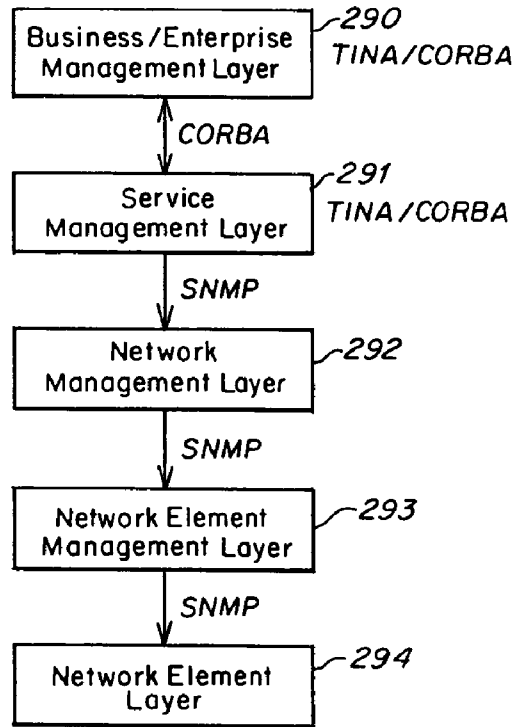 290
Business/Enterprise
Management Layer
TINA/CORBA
CORBA
291
Service
Management Layer
TINA/CORBA
SNMP
292
Network
Management Layer
SNMP
293
Network Element
Management Layer
SNMP
294
Network Element
Layer